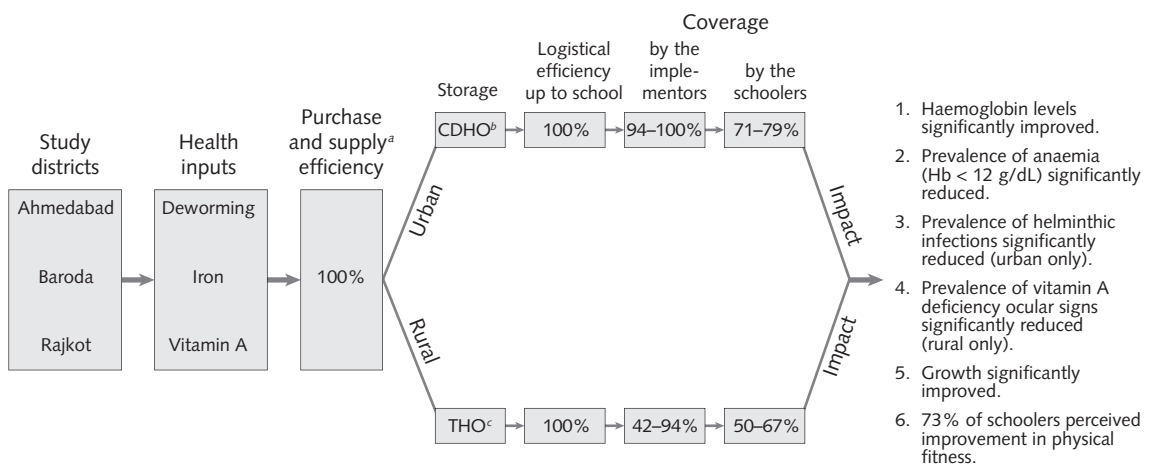 Study
districts
Ahmedabad
Baroda
Rajkot
Health
inputs
Deworming
Iron
Vitamin A
Purchase
and supplyᵃ
efficiency
100%
Urban
Rural
Storage
Logistical
efficiency
up to school
Coverage
by the
imple-
mentors
by the
schoolers
CDHOᵇ
100%
94–100%
71–79%
THOᶜ
100%
42–94%
50–67%
Impact
Impact
1. Haemoglobin levels
significantly improved.
2. Prevalence of anaemia
(Hb < 12 g/dL) significantly
reduced.
3. Prevalence of helminthic
infections significantly
reduced (urban only).
4. Prevalence of vitamin A
deficiency ocular signs
significantly reduced
(rural only).
5. Growth significantly
improved.
6. 73% of schoolers perceived
improvement in physical
fitness.